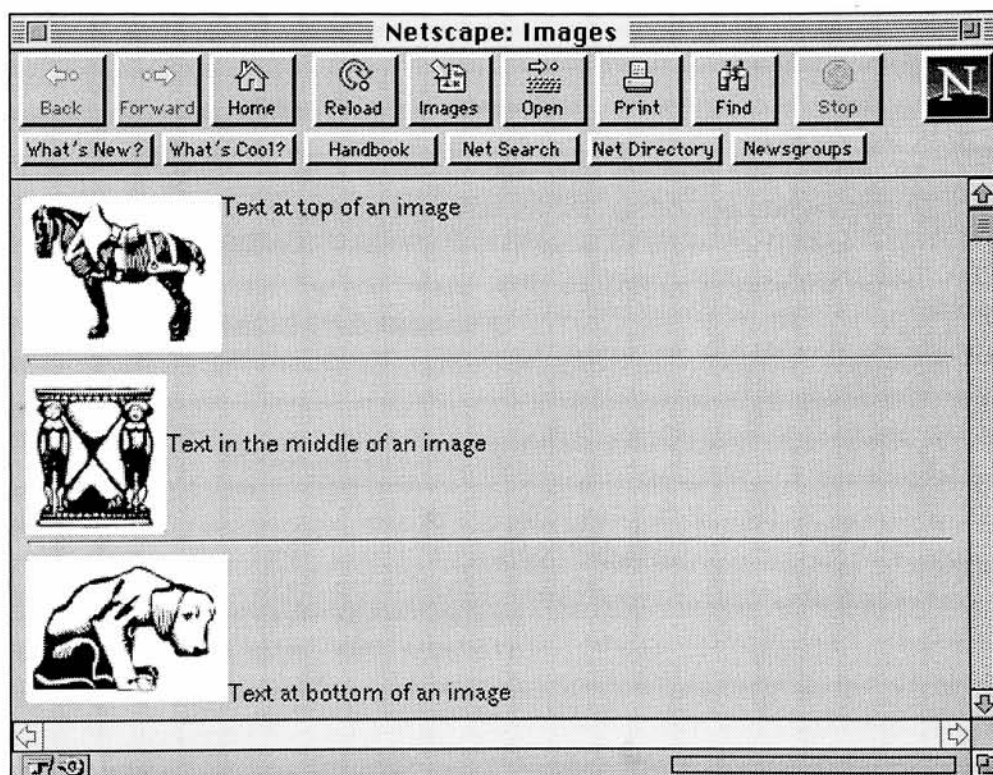 Netscape: Images
Back Forward Home Reload Images Open Print Find Stop N
What's New? What's Cool? Handbook Net Search Net Directory Newsgroups
Text at top of an image
Text in the middle of an image
Text at bottom of an image